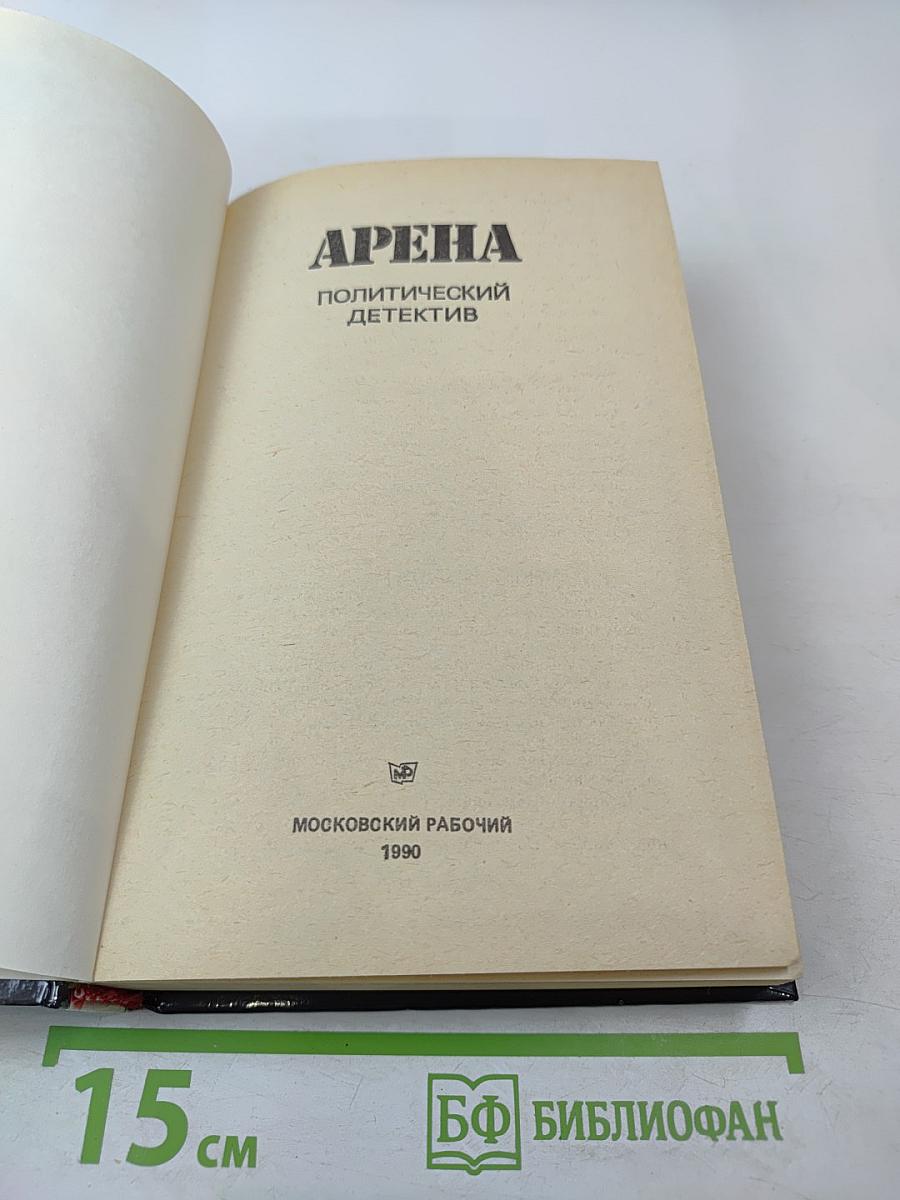 АРЕНА
ПОЛИТИЧЕСКИЙ
ДЕТЕКТИВ
МР
МОСКОВСКИЙ РАБОЧИЙ
1990
15 см
БФ БИБЛИОФАН